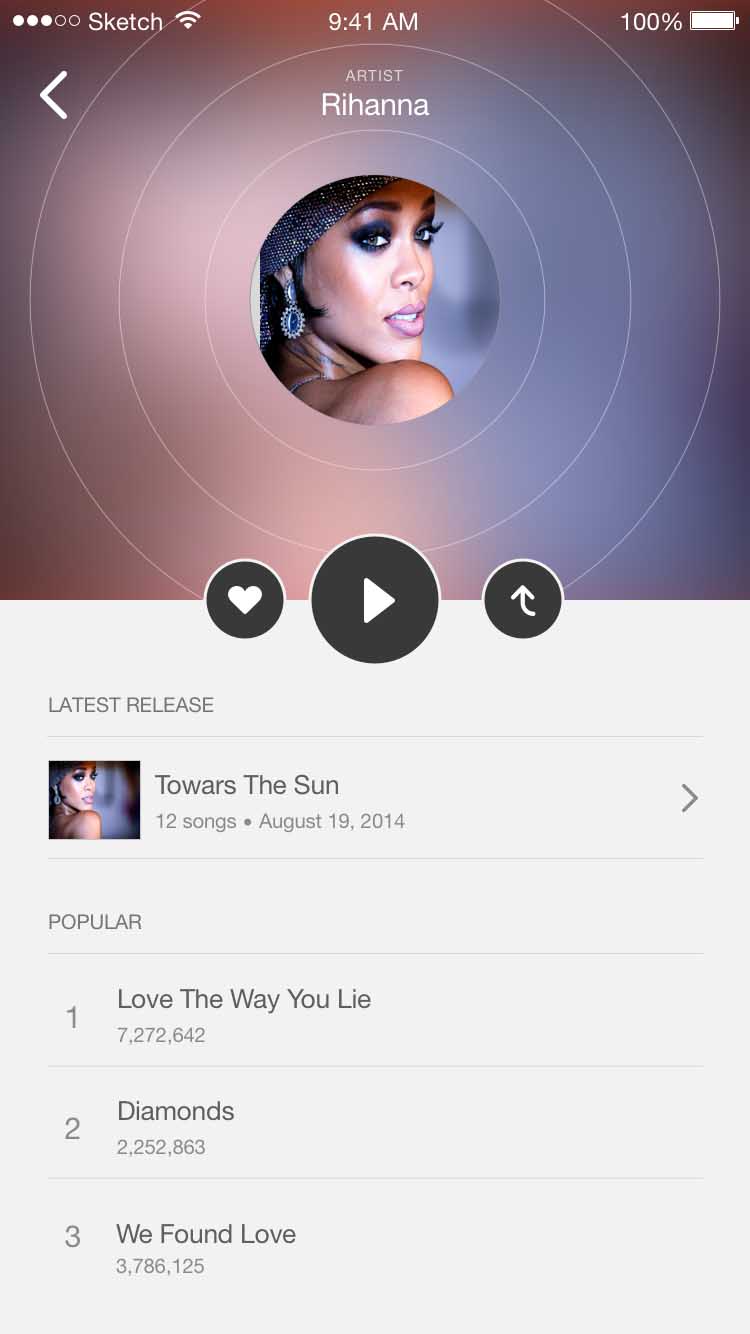 Sketch 9:41 AM 100%
ARTIST
Rihanna
LATEST RELEASE
Towars The Sun
12 songs • August 19, 2014
POPULAR
1 Love The Way You Lie
7,272,642
2 Diamonds
2,252,863
3 We Found Love
3,786,125